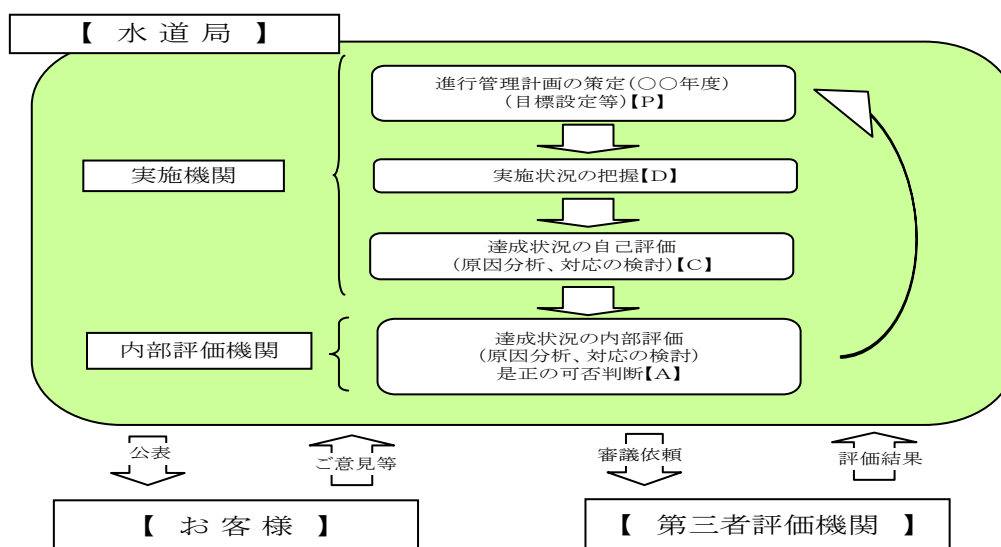 【 水 道 局 】
進行管理計画の策定(○○年度)
(目標設定等)【P】
実施機関
実施状況の把握【D】
達成状況の自己評価
(原因分析、対応の検討)【C】
内部評価機関
達成状況の内部評価
(原因分析、対応の検討)
是正の可否判断【A】
公表
ご意見等
審議依頼
評価結果
【 お 客 様 】
【 第三者評価機関 】